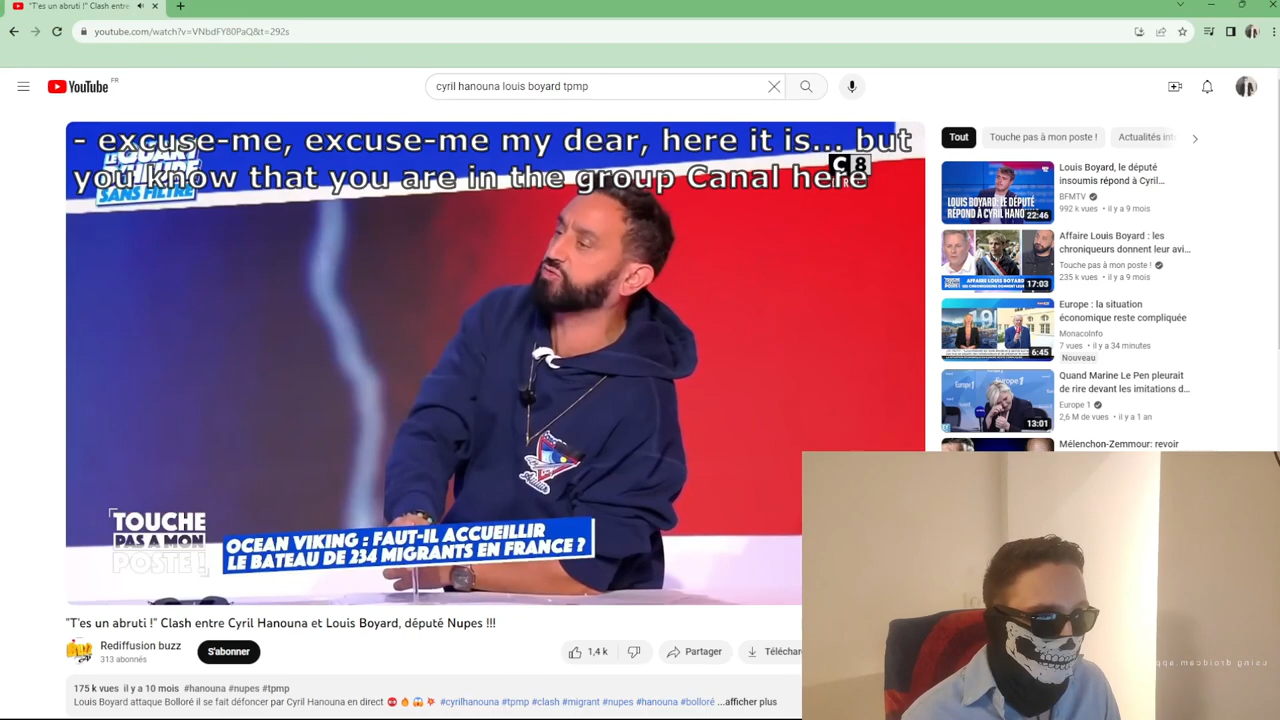 "T'es un abruti !" Clash entre
youtube.com/watch?v=VNbdFY80PaQ&t=292s
YouTube FR
cyril hanouna louis boyard tpmp
- excuse-me, excuse-me my dear, here it is... but
you know that you are in the group Canal here
SANS FILTRE
C8
TOUCHE
PAS A MON
POSTE !
OCEAN VIKING : FAUT-IL ACCUEILLIR
LE BATEAU DE 234 MIGRANTS EN FRANCE ?
"T'es un abruti !" Clash entre Cyril Hanouna et Louis Boyard, député Nupes !!!
Rediffusion buzz
313 abonnés
S'abonner
1,4 k
Partager
Téléchar
175 k vues il y a 10 mois #hanouna #nupes #tpmp
Louis Boyard attaque Bolloré il se fait défoncer par Cyril Hanouna en direct #cyrilhanouna #tpmp #clash #migrant #nupes #hanouna #bolloré ...afficher plus
Tout
Touche pas à mon poste !
Actualités int
LOUIS BOYARD: LE DÉPUTÉ
RÉPOND À CYRIL HANOU
22:46
Louis Boyard, le député
insoumis répond à Cyril...
BFMTV
992 k vues • il y a 9 mois
AFFAIRE LOUIS BOYARD
17:03
Affaire Louis Boyard : les
chroniqueurs donnent leur avi...
Touche pas à mon poste !
235 k vues • il y a 9 mois
6:45
Europe : la situation
économique reste compliquée
MonacoInfo
7 vues • il y a 34 minutes
Nouveau
Europe 1
13:01
Quand Marine Le Pen pleurait
de rire devant les imitations d...
Europe 1
2,6 M de vues • il y a 1 an
Mélenchon-Zemmour: revoir